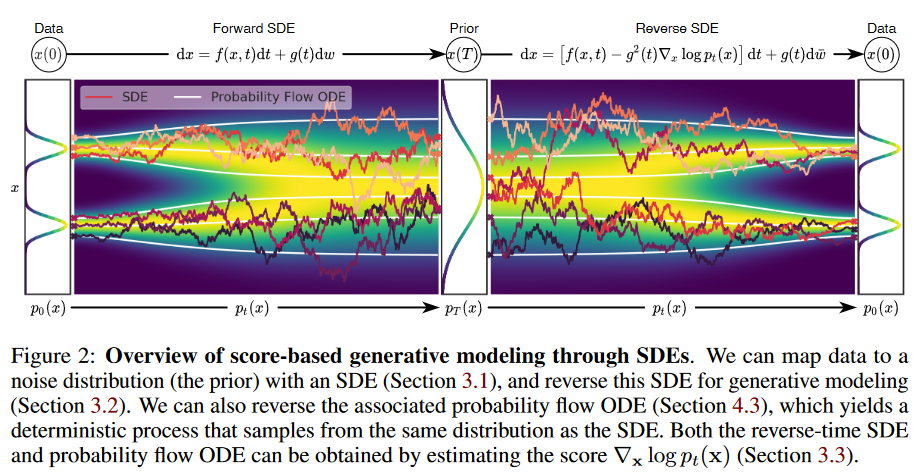 Data Forward SDE Prior Reverse SDE Data
x(0) dx = f(x, t)dt + g(t)dw x(T) dx = [f(x, t) − g²(t)∇ₓ log pₜ(x)] dt + g(t)dw̄ x(0)
SDE Probability Flow ODE
x
p₀(x) pₜ(x) p_T(x) pₜ(x) p₀(x)
Figure 2: Overview of score-based generative modeling through SDEs. We can map data to a
noise distribution (the prior) with an SDE (Section 3.1), and reverse this SDE for generative modeling
(Section 3.2). We can also reverse the associated probability flow ODE (Section 4.3), which yields a
deterministic process that samples from the same distribution as the SDE. Both the reverse-time SDE
and probability flow ODE can be obtained by estimating the score ∇ₓ log pₜ(x) (Section 3.3).